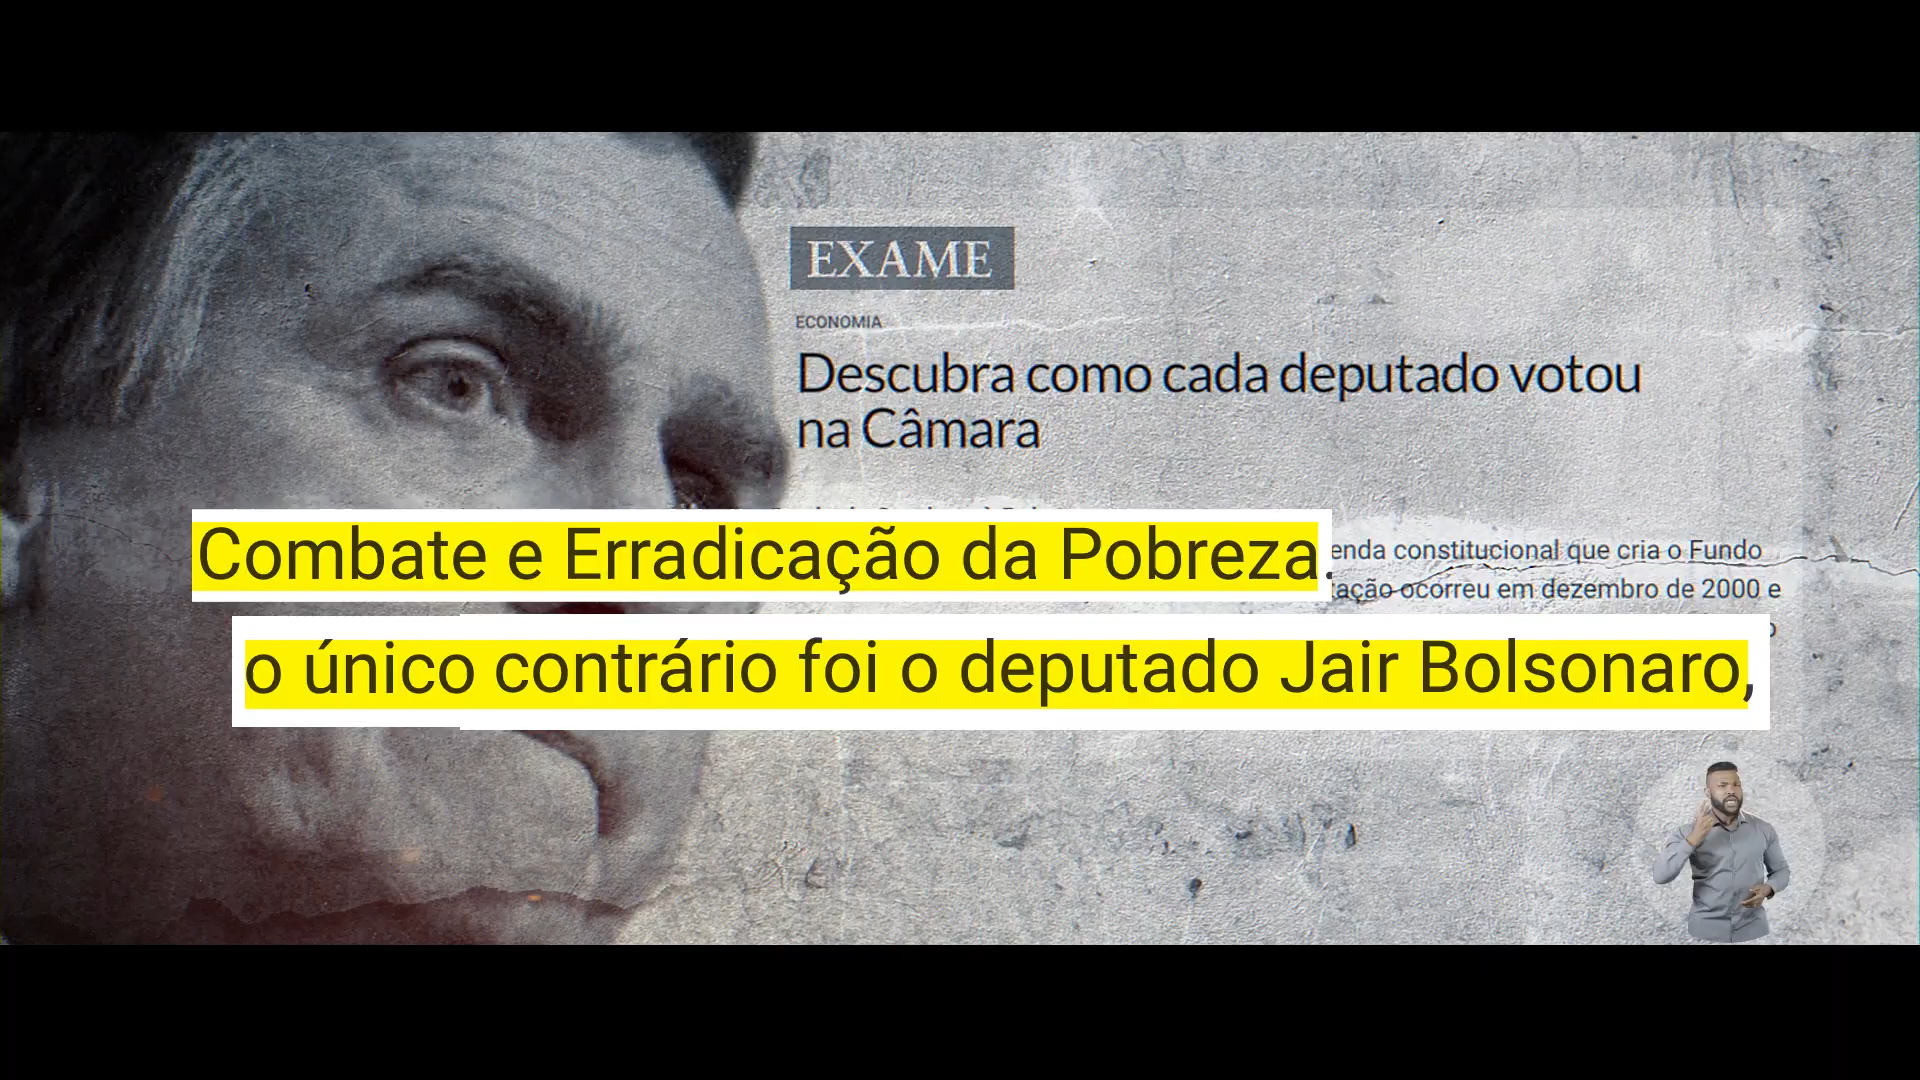 EXAME
ECONOMIA
Descubra como cada deputado votou
na Câmara
Combate e Erradicação da Pobreza.
enda constitucional que cria o Fundo
tação ocorreu em dezembro de 2000 e
o único contrário foi o deputado Jair Bolsonaro,